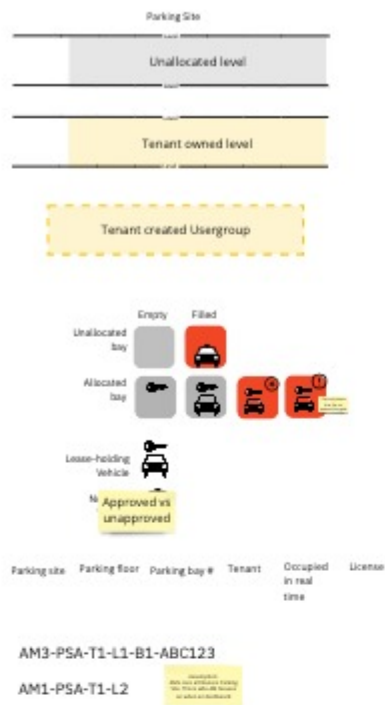 Parking Site
Unallocated level
Tenant owned level
Tenant created Usergroup
Empty Filled
Unallocated
bay
Allocated
bay
Lease-holding
Vehicle
Approved vs
unapproved
Parking site Parking floor Parking bay # Tenant Occupied License
in real
time
AM3-PSA-T1-L1-B1-ABC123
AM1-PSA-T1-L2